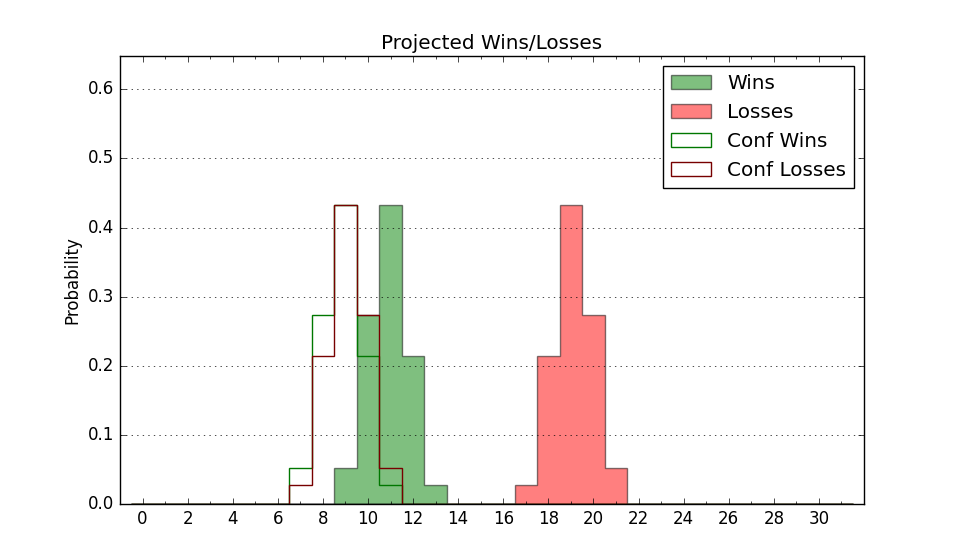 Projected Wins/Losses
Wins
Losses
Conf Wins
Conf Losses
Probability
0.6
0.5
0.4
0.3
0.2
0.1
0.0
0 2 4 6 8 10 12 14 16 18 20 22 24 26 28 30